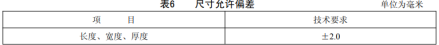 表6 尺寸允许偏差 单位为毫米
项 目 技术要求
长度、宽度、厚度 ±2.0